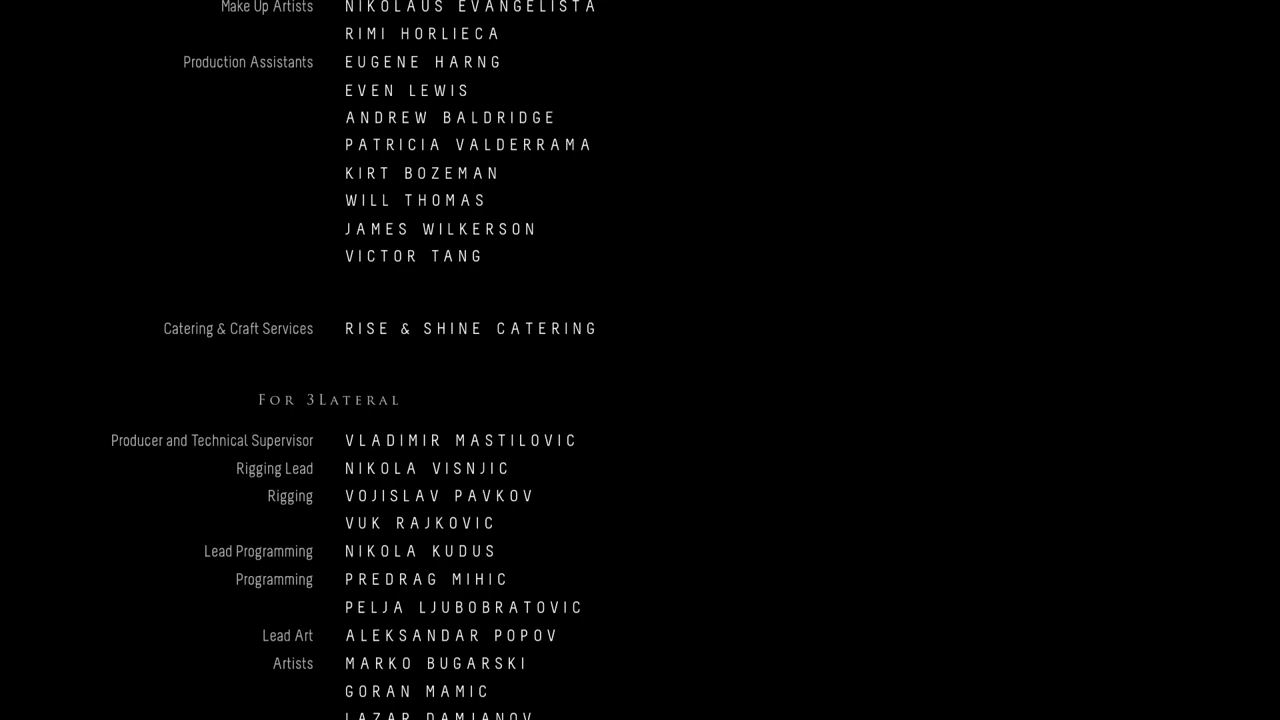 Make Up Artists NIKOLAUS EVANGELISTA
RIMI HORLIECA
Production Assistants EUGENE HARNG
EVEN LEWIS
ANDREW BALDRIDGE
PATRICIA VALDERRAMA
KIRT BOZEMAN
WILL THOMAS
JAMES WILKERSON
VICTOR TANG
Catering & Craft Services RISE & SHINE CATERING
FOR 3LATERAL
Producer and Technical Supervisor VLADIMIR MASTILOVIC
Rigging Lead NIKOLA VISNJIC
Rigging VOJISLAV PAVKOV
VUK RAJKOVIC
Lead Programming NIKOLA KUDUS
Programming PREDRAG MIHIC
PELJA LJUBOBRATOVIC
Lead Art ALEKSANDAR POPOV
Artists MARKO BUGARSKI
GORAN MAMIC
LAZAR DAMJANOV